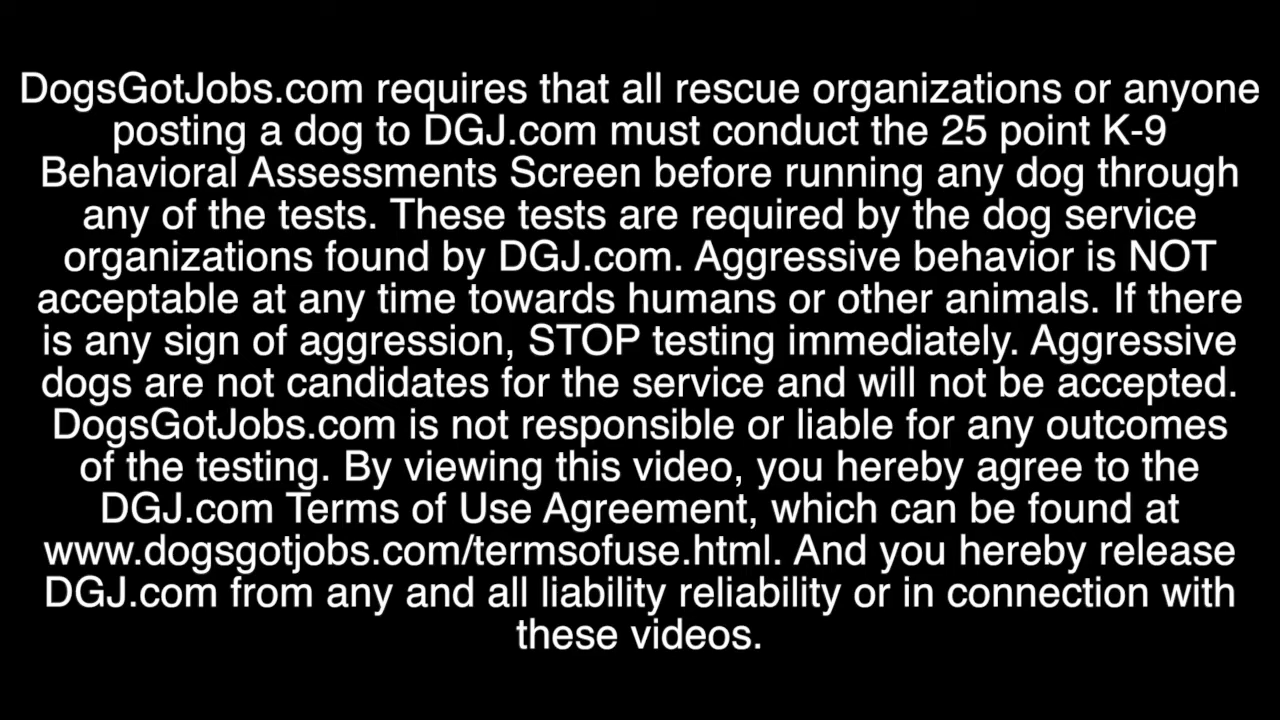 DogsGotJobs.com requires that all rescue organizations or anyone
posting a dog to DGJ.com must conduct the 25 point K-9
Behavioral Assessments Screen before running any dog through
any of the tests. These tests are required by the dog service
organizations found by DGJ.com. Aggressive behavior is NOT
acceptable at any time towards humans or other animals. If there
is any sign of aggression, STOP testing immediately. Aggressive
dogs are not candidates for the service and will not be accepted.
DogsGotJobs.com is not responsible or liable for any outcomes
of the testing. By viewing this video, you hereby agree to the
DGJ.com Terms of Use Agreement, which can be found at
www.dogsgotjobs.com/termsofuse.html. And you hereby release
DGJ.com from any and all liability reliability or in connection with
these videos.